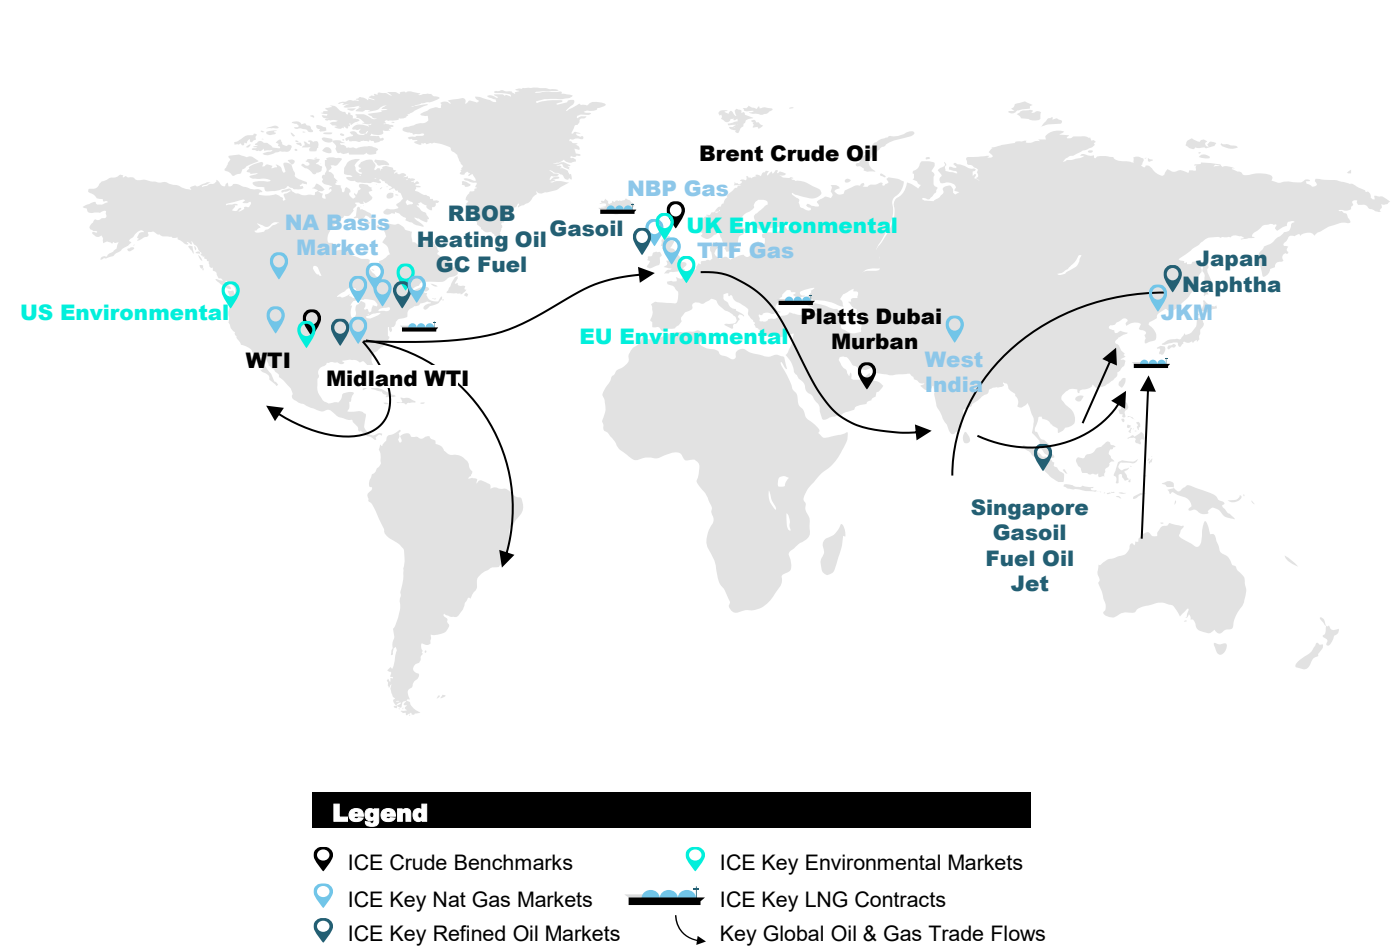 Brent Crude Oil
NBP Gas
RBOB
Heating Oil
GC Fuel
NA Basis
Market
Gasoil
UK Environmental
TTF Gas
Japan
Naphtha
JKM
US Environmental
EU Environmental
Platts Dubai
Murban
WTI
Midland WTI
West
India
Singapore
Gasoil
Fuel Oil
Jet
Legend
ICE Crude Benchmarks
ICE Key Environmental Markets
ICE Key Nat Gas Markets
ICE Key LNG Contracts
ICE Key Refined Oil Markets
Key Global Oil & Gas Trade Flows